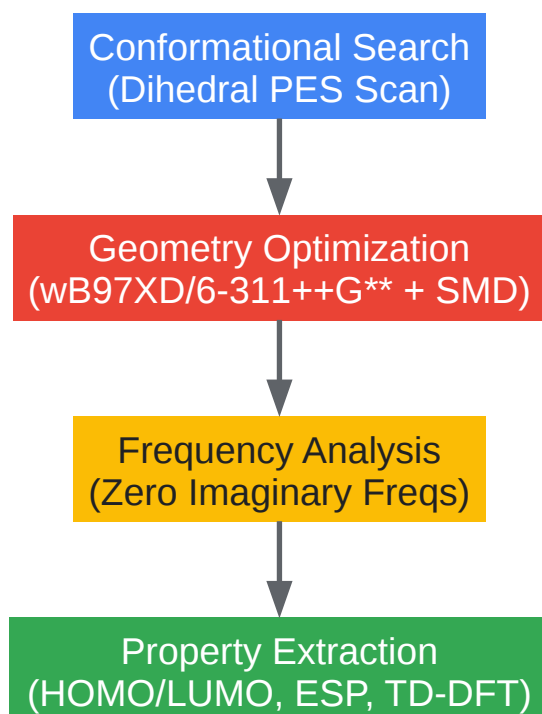 Conformational Search
(Dihedral PES Scan)
Geometry Optimization
(wB97XD/6-311++G** + SMD)
Frequency Analysis
(Zero Imaginary Freqs)
Property Extraction
(HOMO/LUMO, ESP, TD-DFT)